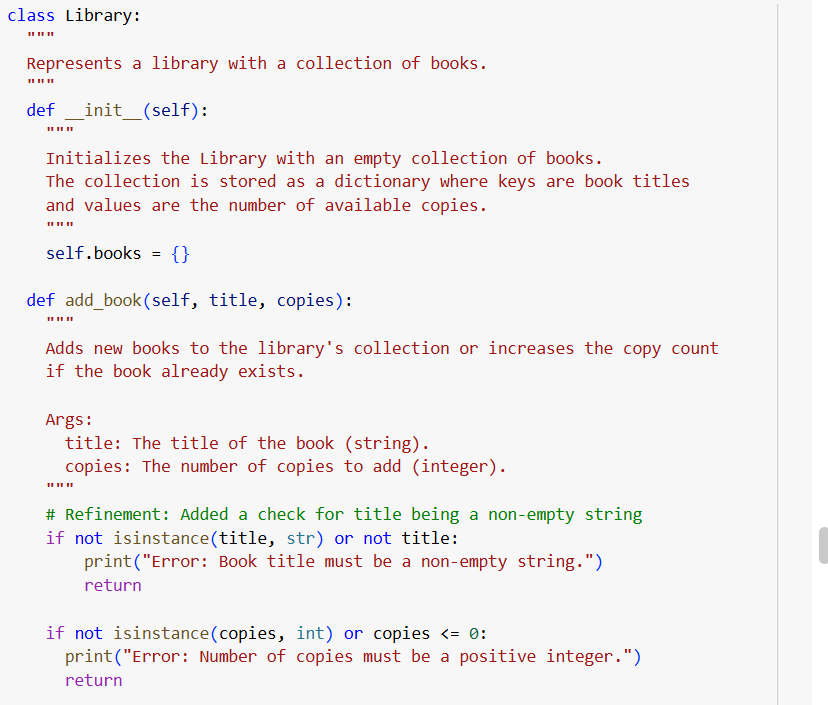 class Library:
  """
  Represents a library with a collection of books.
  """
  def __init__(self):
    """
    Initializes the Library with an empty collection of books.
    The collection is stored as a dictionary where keys are book titles
    and values are the number of available copies.
    """
    self.books = {}

  def add_book(self, title, copies):
    """
    Adds new books to the library's collection or increases the copy count
    if the book already exists.

    Args:
      title: The title of the book (string).
      copies: The number of copies to add (integer).
    """
    # Refinement: Added a check for title being a non-empty string
    if not isinstance(title, str) or not title:
        print("Error: Book title must be a non-empty string.")
        return

    if not isinstance(copies, int) or copies <= 0:
      print("Error: Number of copies must be a positive integer.")
      return